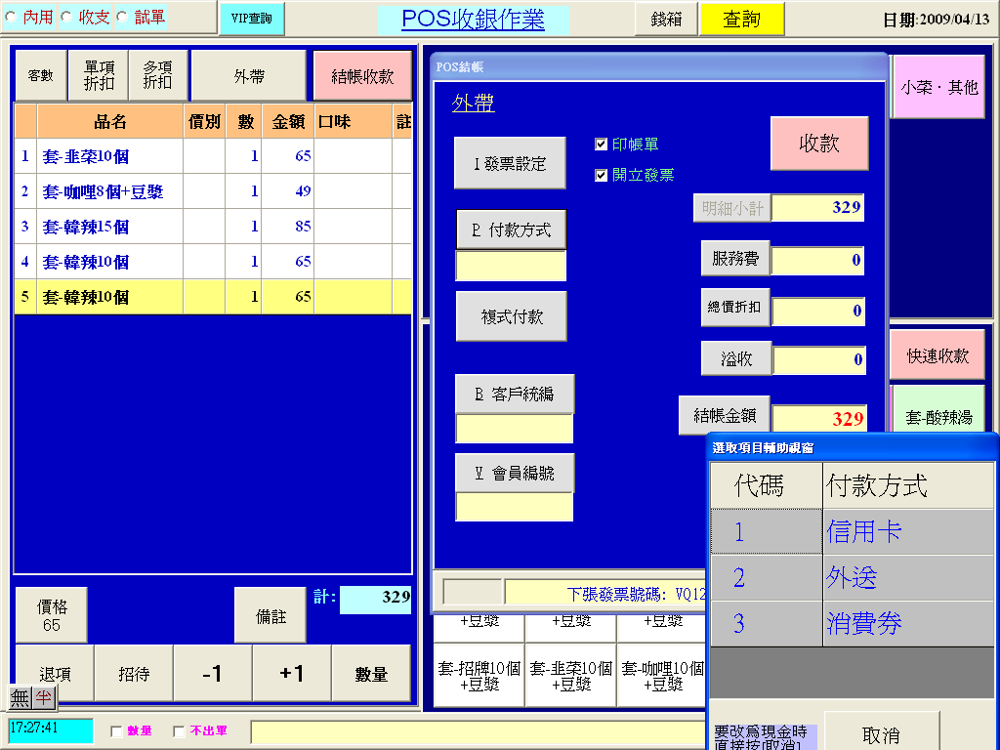 內用 收支 試單
VIP查詢
POS收銀作業
錢箱
查詢
日期:2009/04/13
客數
單項
折扣
多項
折扣
外帶
結帳收款
品名 價別 數 金額 口味 註
1 套-韭菜10個 1 65
2 套-咖哩8個+豆漿 1 49
3 套-韓辣15個 1 85
4 套-韓辣10個 1 65
5 套-韓辣10個 1 65
價格
65
備註
計: 329
退項
招待
-1
+1
數量
無 半
17:27:41
數量
不出單
POS結帳
外帶
I 發票設定
印帳單
開立發票
收款
P 付款方式
複式付款
B 客戶統編
V 會員編號
明細小計 329
服務費 0
總價折扣 0
溢收 0
結帳金額 329
下張發票號碼: VQ12
小菜‧其他
快速收款
套-酸辣湯
+豆漿 +豆漿 +豆漿
套-招牌10個
+豆漿
套-韭菜10個
+豆漿
套-咖哩10個
+豆漿
選取項目輔助視窗
代碼 付款方式
1 信用卡
2 外送
3 消費券
要改為現金時
直接按[取消]
取消